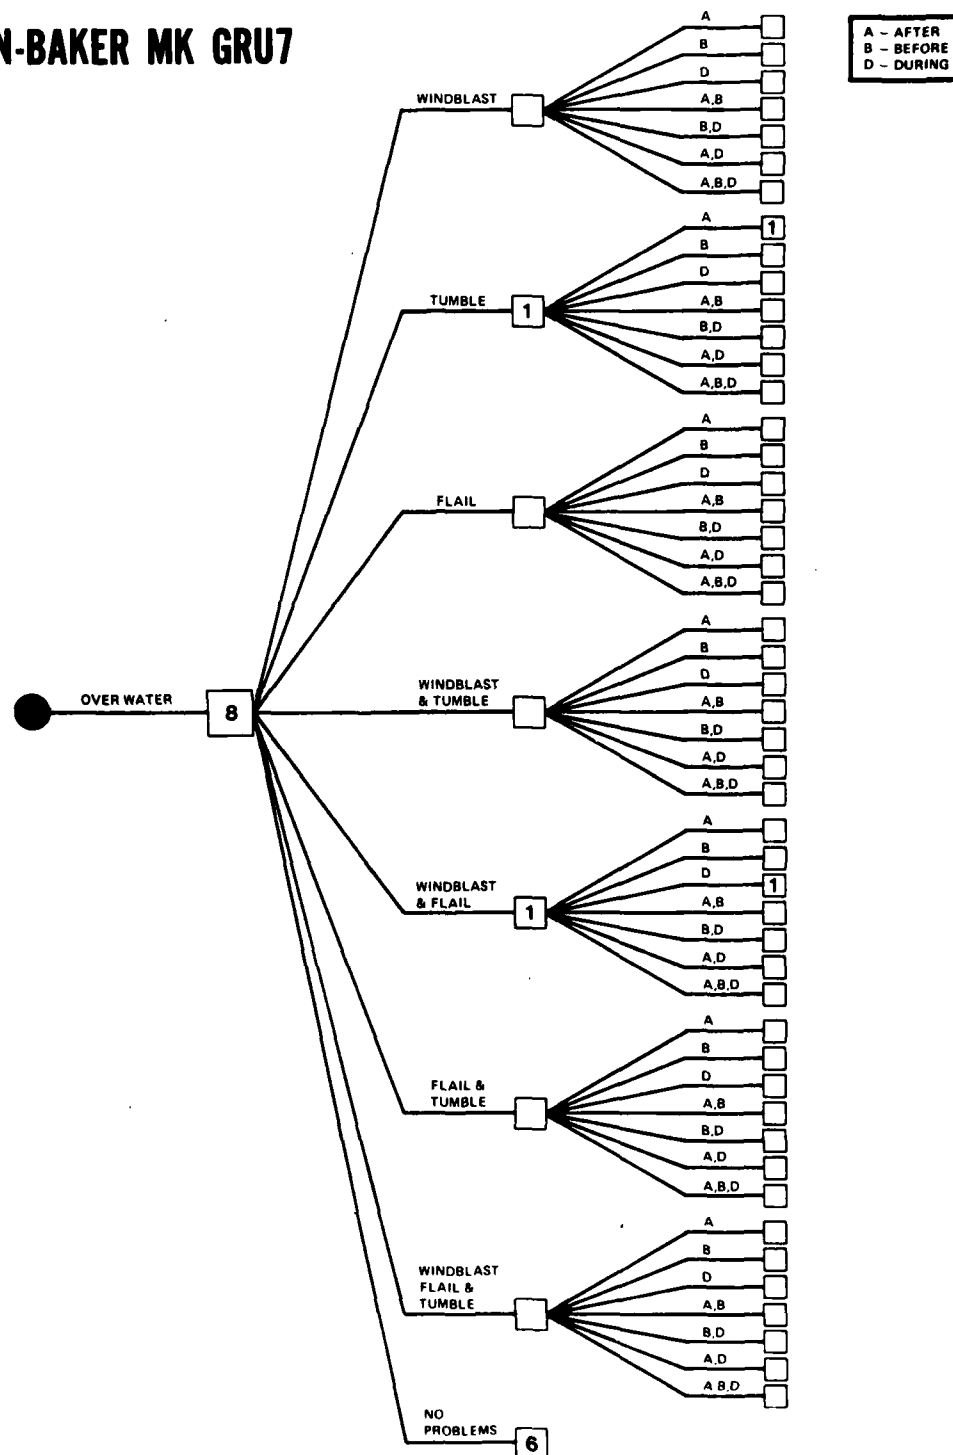 N-BAKER MK GRU7
A – AFTER
B – BEFORE
D – DURING
OVER WATER
8
WINDBLAST
A
B
D
A,B
B,D
A,D
A,B,D
TUMBLE
1
A
1
B
D
A,B
B,D
A,D
A,B,D
FLAIL
A
B
D
A,B
B,D
A,D
A,B,D
WINDBLAST
& TUMBLE
A
B
D
A,B
B,D
A,D
A,B,D
WINDBLAST
& FLAIL
1
A
B
D
1
A,B
B,D
A,D
A,B,D
FLAIL &
TUMBLE
A
B
D
A,B
B,D
A,D
A,B,D
WINDBLAST
FLAIL &
TUMBLE
A
B
D
A,B
B,D
A,D
A B,D
NO
PROBLEMS
6